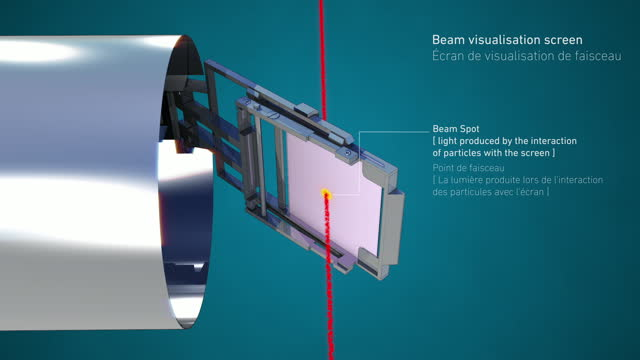 Beam visualisation screen
Écran de visualisation de faisceau
Beam Spot
[ light produced by the interaction
of particles with the screen ]
Point de faisceau
[ La lumière produite lors de l'interaction
des particules avec l'écran ]